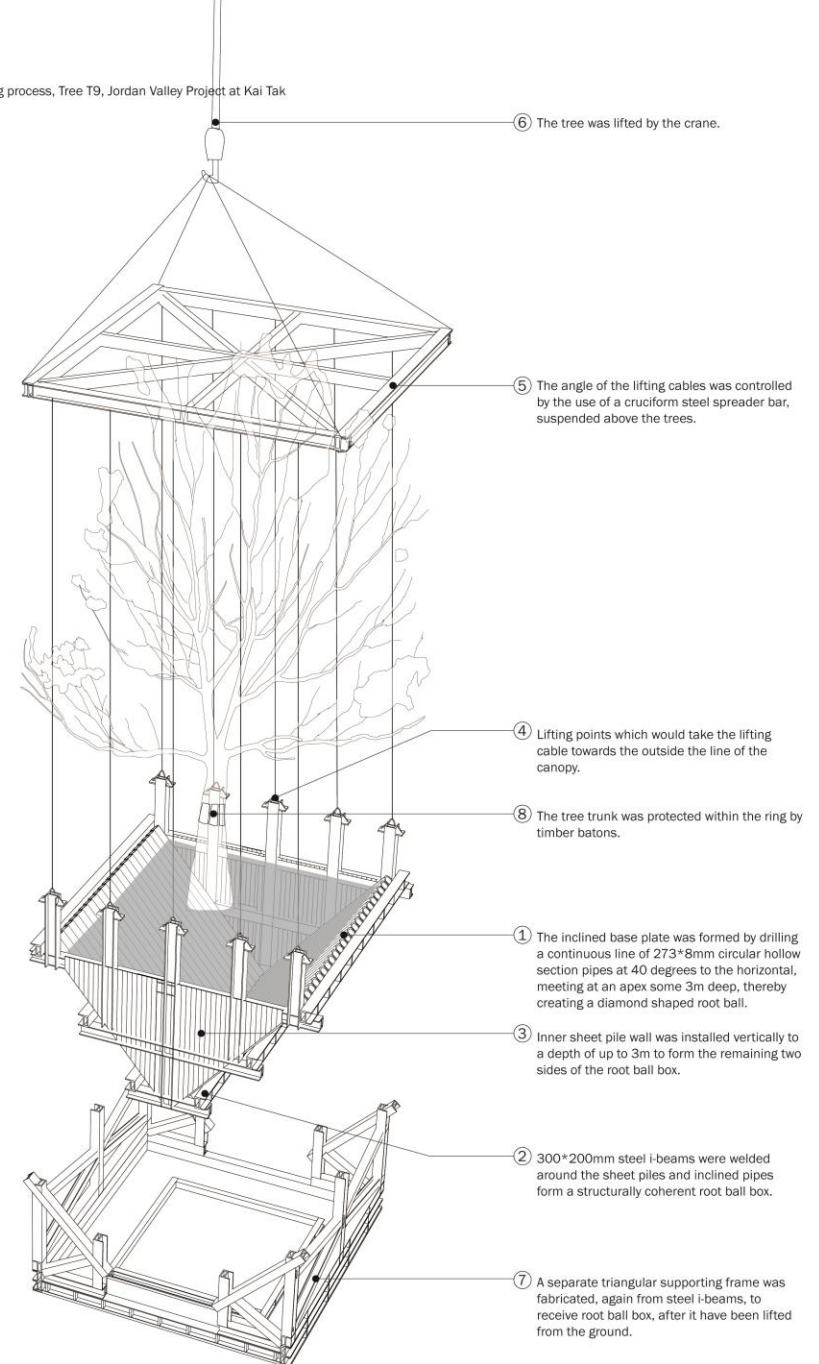 g process, Tree T9, Jordan Valley Project at Kai Tak
⑥ The tree was lifted by the crane.
⑤ The angle of the lifting cables was controlled
by the use of a cruciform steel spreader bar,
suspended above the trees.
④ Lifting points which would take the lifting
cable towards the outside the line of the
canopy.
⑧ The tree trunk was protected within the ring by
timber batons.
① The inclined base plate was formed by drilling
a continuous line of 273*8mm circular hollow
section pipes at 40 degrees to the horizontal,
meeting at an apex some 3m deep, thereby
creating a diamond shaped root ball.
③ Inner sheet pile wall was installed vertically to
a depth of up to 3m to form the remaining two
sides of the root ball box.
② 300*200mm steel i-beams were welded
around the sheet piles and inclined pipes
form a structurally coherent root ball box.
⑦ A separate triangular supporting frame was
fabricated, again from steel i-beams, to
receive root ball box, after it have been lifted
from the ground.